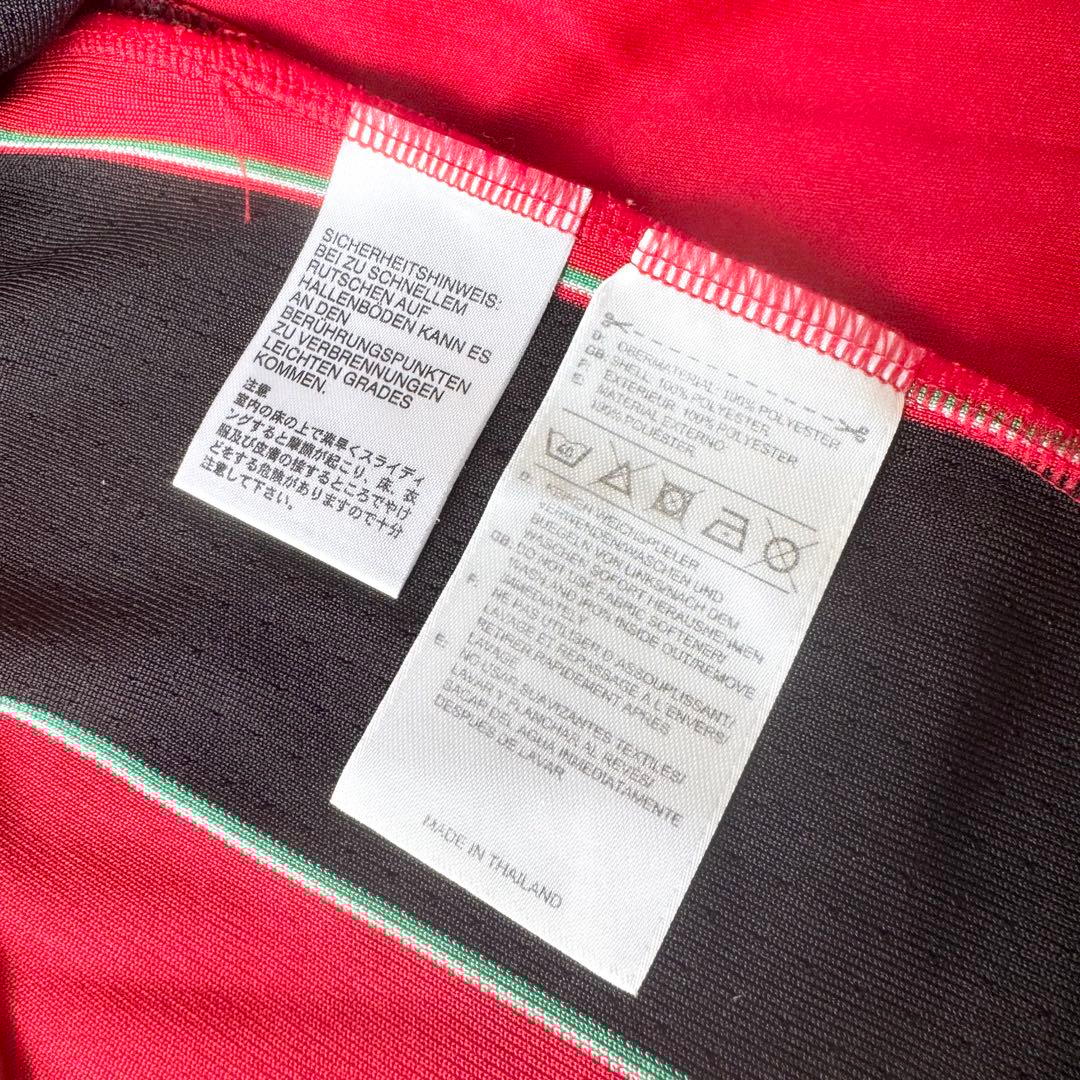 SICHERHEITSHINWEIS:
BEI ZU SCHNELLEM
RUTSCHEN AUF
HALLENBÖDEN KANN ES
AN DEN
BERÜHRUNGSPUNKTEN
ZU VERBRENNUNGEN
LEICHTEN GRADES
KOMMEN.
注意
室内の床の上で素早くスライディ
ングすると摩擦が起こり、床、衣
服及び皮膚の接するところでやけ
どをする危険がありますので十分
注意して下さい。
D. OBERMATERIAL: 100% POLYESTER
GB. SHELL: 100% POLYESTER
F. EXTERIEUR: 100% POLYESTER
E. MATERIAL EXTERNO
100% POLIESTER
D. KEINEN WEICHSPUELER
VERWENDEN/WASCHEN UND
BUEGELN VON LINKS/NACH DEM
WASCHEN SOFORT HERAUSNEHMEN
GB. DO NOT USE FABRIC SOFTENER/
WASH AND IRON INSIDE OUT/REMOVE
IMMEDIATELY
F. NE PAS UTILISER D ASSOUPLISSANT/
LAVAGE ET REPASSAGE A L'ENVERS/
RETIRER RAPIDEMENT APRÈS
LAVAGE
E. NO USAR SUAVIZANTES TEXTILES/
LAVAR Y PLANCHAR AL REVES/
SACAR DEL AGUA INMEDIATAMENTE
DESPUES DE LAVAR
MADE IN THAILAND